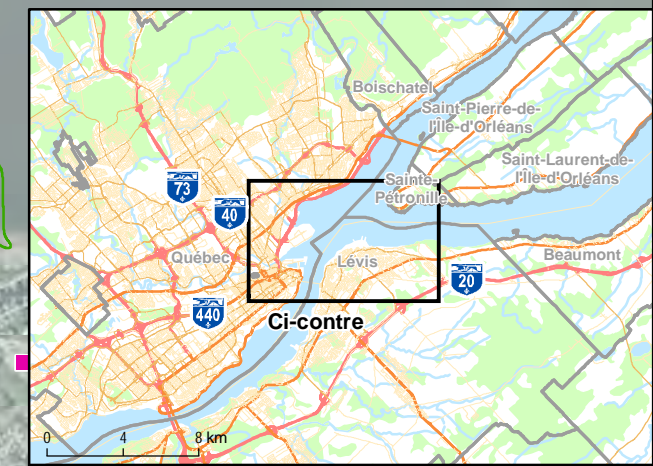 Boischatel
Saint-Pierre-de-
l'Île-d'Orléans
Saint-Laurent-de-
l'Île-d'Orléans
Sainte-
Pétronille
73
40
Québec
Lévis
Beaumont
20
440
Ci-contre
0 4 8 km